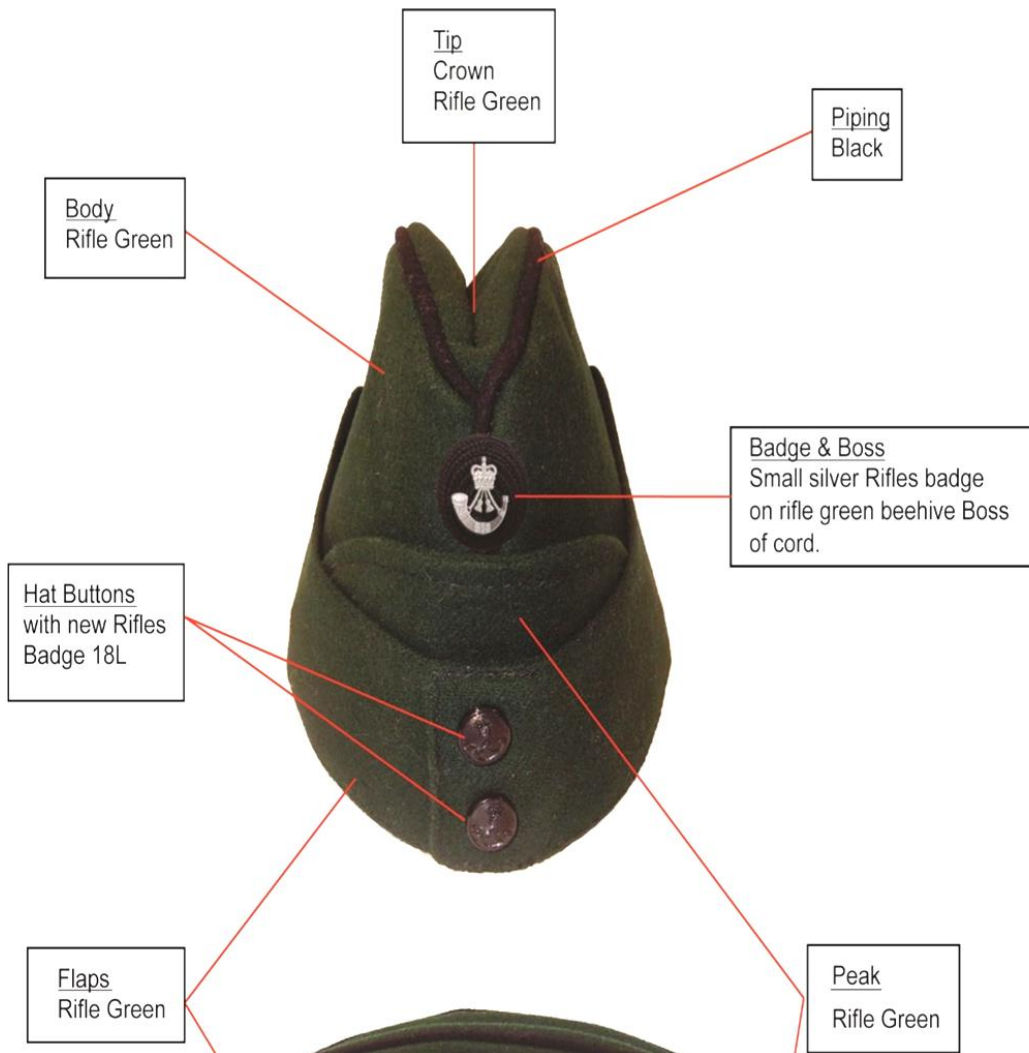 Tip
Crown
Rifle Green
Piping
Black
Body
Rifle Green
Badge & Boss
Small silver Rifles badge
on rifle green beehive Boss
of cord.
Hat Buttons
with new Rifles
Badge 18L
Flaps
Rifle Green
Peak
Rifle Green